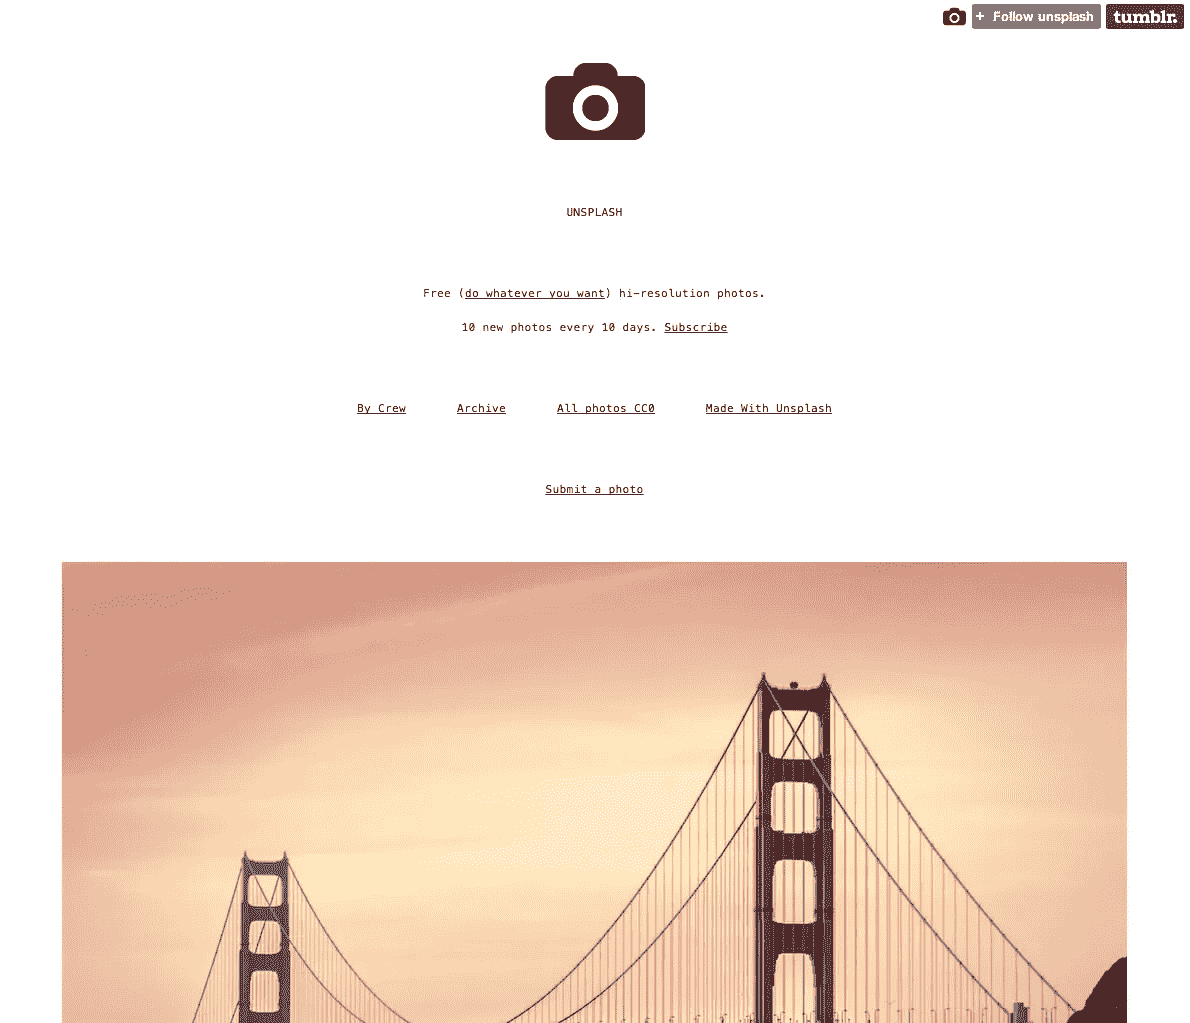 + Follow unsplash
tumblr.
UNSPLASH
Free (do whatever you want) hi-resolution photos.
10 new photos every 10 days. Subscribe
By Crew Archive All photos CC0 Made With Unsplash
Submit a photo